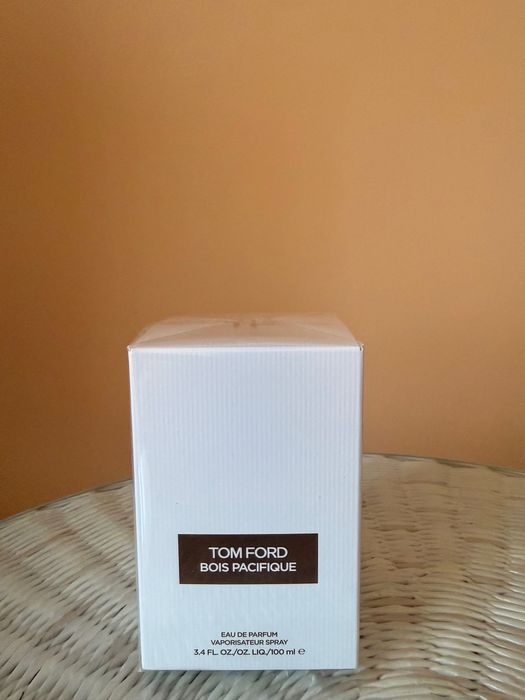 TOM FORD
BOIS PACIFIQUE
EAU DE PARFUM
VAPORISATEUR SPRAY
3.4 FL. OZ./OZ. LIQ./100 ml ℮